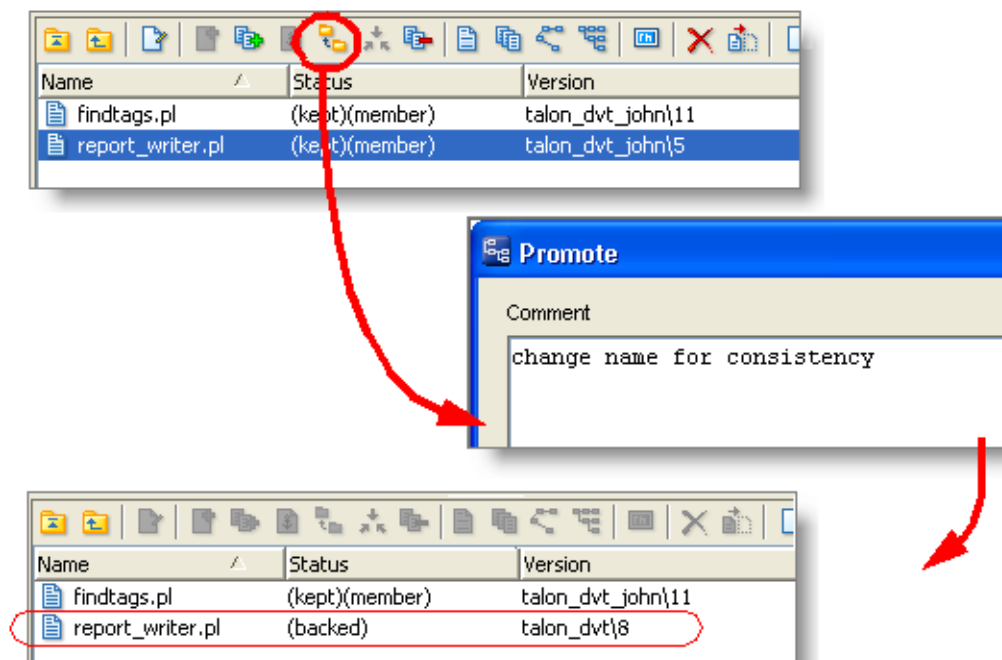 Name Status Version
findtags.pl (kept)(member) talon_dvt_john\11
report_writer.pl (kept)(member) talon_dvt_john\5
Promote
Comment
change name for consistency
Name Status Version
findtags.pl (kept)(member) talon_dvt_john\11
report_writer.pl (backed) talon_dvt\8